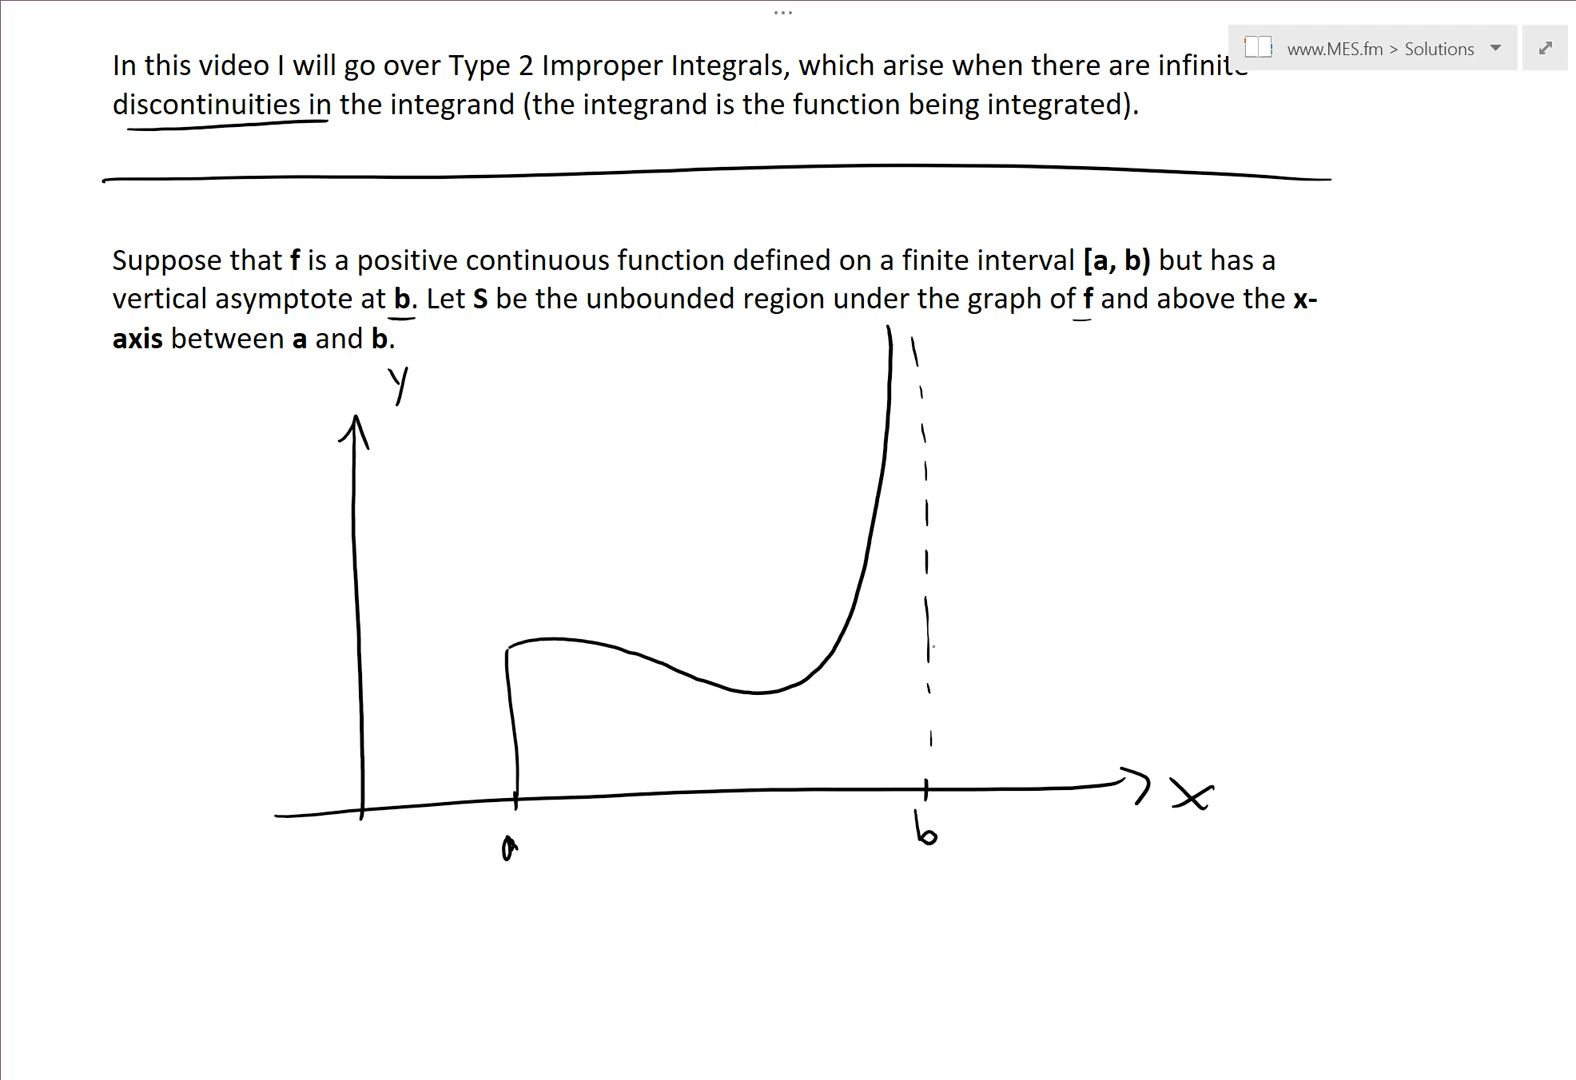 www.MES.fm > Solutions
In this video I will go over Type 2 Improper Integrals, which arise when there are infinite
discontinuities in the integrand (the integrand is the function being integrated).
Suppose that f is a positive continuous function defined on a finite interval [a, b) but has a
vertical asymptote at b. Let S be the unbounded region under the graph of f and above the x-
axis between a and b.
y
x
a
b